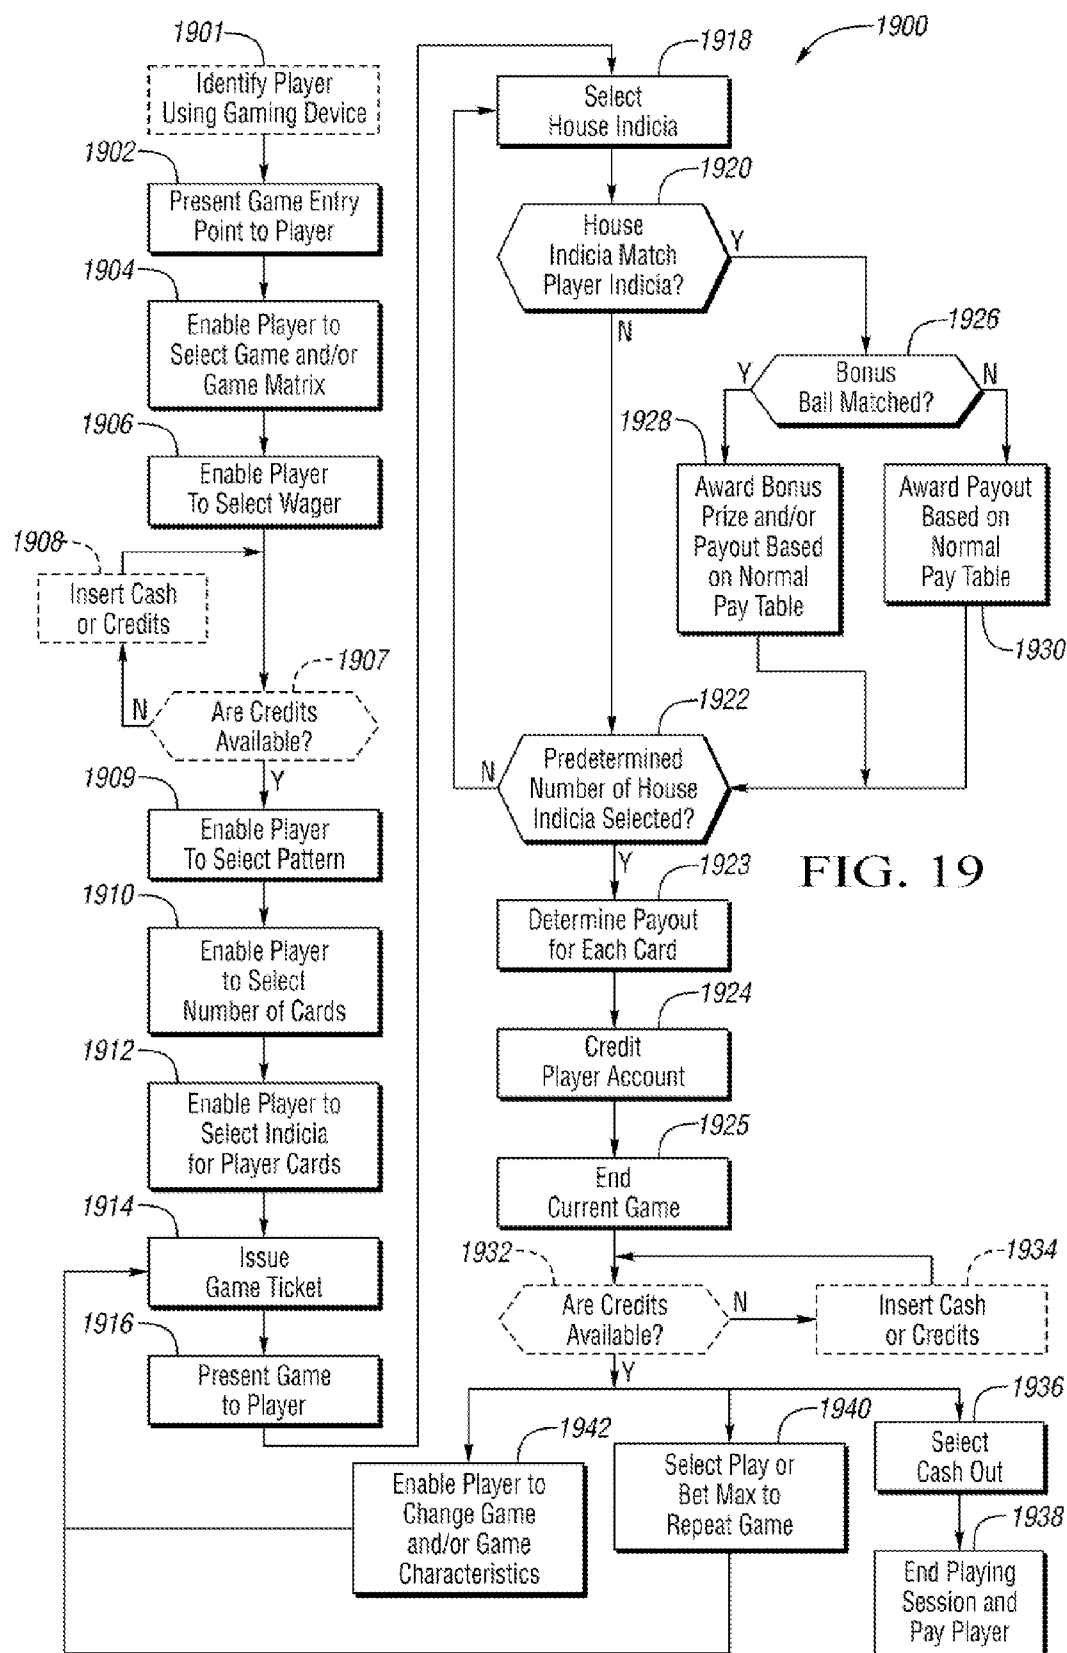 1901
Identify Player
Using Gaming Device
1902
Present Game Entry
Point to Player
1904
Enable Player to
Select Game and/or
Game Matrix
1906
Enable Player
To Select Wager
1908
Insert Cash
or Credits
1907
N
Are Credits
Available?
Y
1909
Enable Player
To Select Pattern
1910
Enable Player
to Select
Number of Cards
1912
Enable Player to
Select Indicia
for Player Cards
1914
Issue
Game Ticket
1916
Present Game
to Player
1900
1918
Select
House Indicia
1920
House
Indicia Match
Player Indicia?
Y
N
1926
Bonus
Ball Matched?
Y
N
1928
Award Bonus
Prize and/or
Payout Based
on Normal
Pay Table
Award Payout
Based on
Normal
Pay Table
1930
1922
Predetermined
Number of House
Indicia Selected?
N
Y
FIG. 19
1923
Determine Payout
for Each Card
1924
Credit
Player Account
1925
End
Current Game
1932
Are Credits
Available?
N
Y
1934
Insert Cash
or Credits
1942
Enable Player to
Change Game
and/or Game
Characteristics
1940
Select Play or
Bet Max to
Repeat Game
1936
Select
Cash Out
1938
End Playing
Session and
Pay Player